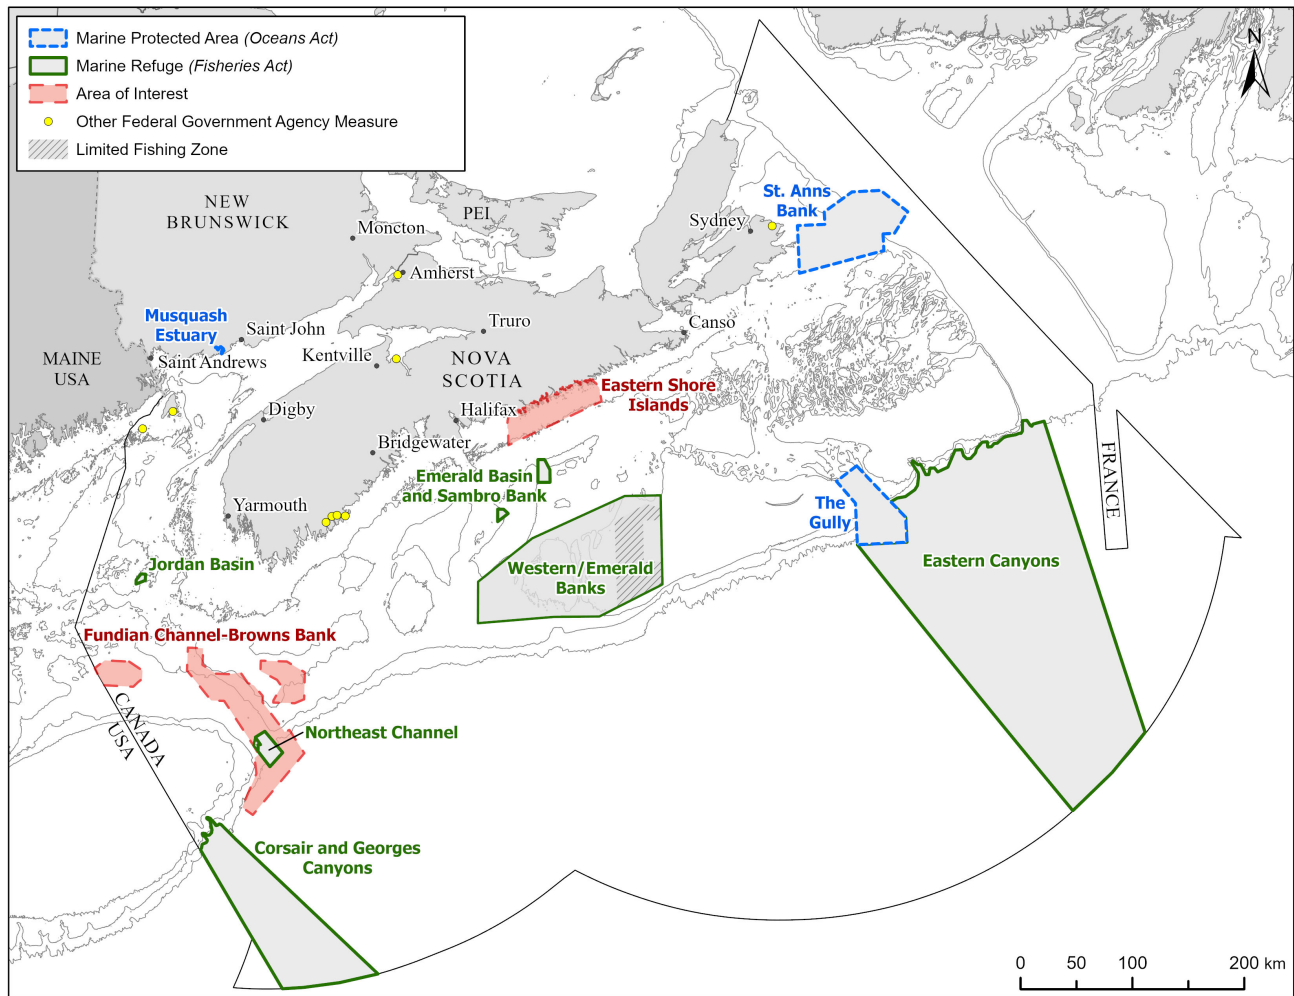 Marine Protected Area (Oceans Act)
Marine Refuge (Fisheries Act)
Area of Interest
Other Federal Government Agency Measure
Limited Fishing Zone
N
NEW
BRUNSWICK
PEI
Moncton
Amherst
St. Anns
Bank
Sydney
Musquash
Estuary
Saint John
Saint Andrews
MAINE
USA
Kentville
Truro
NOVA
SCOTIA
Canso
Eastern Shore
Islands
Digby
Halifax
Bridgewater
Yarmouth
Emerald Basin
and Sambro Bank
The
Gully
FRANCE
Eastern Canyons
Western/Emerald
Banks
Jordan Basin
Fundian Channel-Browns Bank
CANADA
USA
Northeast Channel
Corsair and Georges
Canyons
0 50 100 200 km